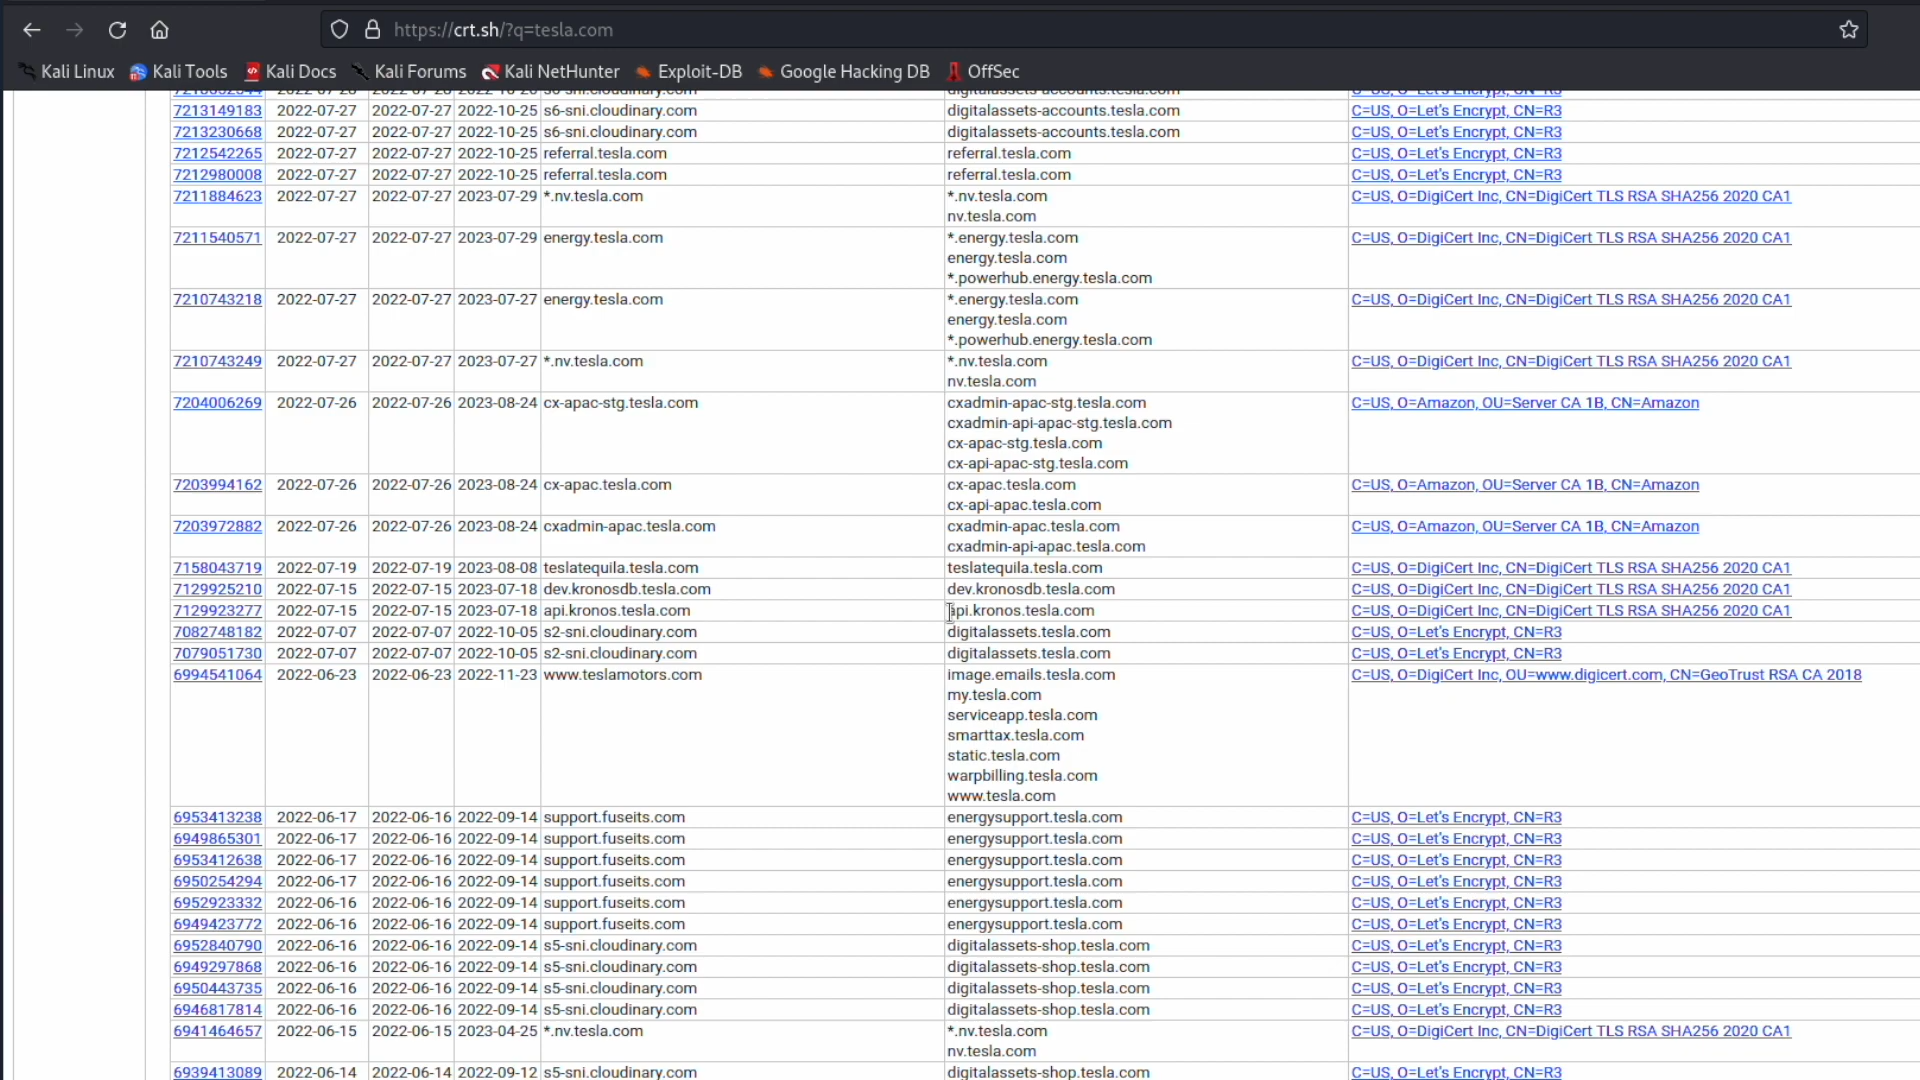 https://crt.sh/?q=tesla.com
Kali Linux Kali Tools Kali Docs Kali Forums Kali NetHunter Exploit-DB Google Hacking DB OffSec
7213149183 2022-07-27 2022-07-27 2022-10-25 s6-sni.cloudinary.com digitalassets-accounts.tesla.com C=US, O=Let's Encrypt, CN=R3
7213230668 2022-07-27 2022-07-27 2022-10-25 s6-sni.cloudinary.com digitalassets-accounts.tesla.com C=US, O=Let's Encrypt, CN=R3
7212542265 2022-07-27 2022-07-27 2022-10-25 referral.tesla.com referral.tesla.com C=US, O=Let's Encrypt, CN=R3
7212980008 2022-07-27 2022-07-27 2022-10-25 referral.tesla.com referral.tesla.com C=US, O=Let's Encrypt, CN=R3
7211884623 2022-07-27 2022-07-27 2023-07-29 *.nv.tesla.com *.nv.tesla.com C=US, O=DigiCert Inc, CN=DigiCert TLS RSA SHA256 2020 CA1
nv.tesla.com
7211540571 2022-07-27 2022-07-27 2023-07-29 energy.tesla.com *.energy.tesla.com C=US, O=DigiCert Inc, CN=DigiCert TLS RSA SHA256 2020 CA1
energy.tesla.com
*.powerhub.energy.tesla.com
7210743218 2022-07-27 2022-07-27 2023-07-27 energy.tesla.com *.energy.tesla.com C=US, O=DigiCert Inc, CN=DigiCert TLS RSA SHA256 2020 CA1
energy.tesla.com
*.powerhub.energy.tesla.com
7210743249 2022-07-27 2022-07-27 2023-07-27 *.nv.tesla.com *.nv.tesla.com C=US, O=DigiCert Inc, CN=DigiCert TLS RSA SHA256 2020 CA1
nv.tesla.com
7204006269 2022-07-26 2022-07-26 2023-08-24 cx-apac-stg.tesla.com cxadmin-apac-stg.tesla.com C=US, O=Amazon, OU=Server CA 1B, CN=Amazon
cxadmin-api-apac-stg.tesla.com
cx-apac-stg.tesla.com
cx-api-apac-stg.tesla.com
7203994162 2022-07-26 2022-07-26 2023-08-24 cx-apac.tesla.com cx-apac.tesla.com C=US, O=Amazon, OU=Server CA 1B, CN=Amazon
cx-api-apac.tesla.com
7203972882 2022-07-26 2022-07-26 2023-08-24 cxadmin-apac.tesla.com cxadmin-apac.tesla.com C=US, O=Amazon, OU=Server CA 1B, CN=Amazon
cxadmin-api-apac.tesla.com
7158043719 2022-07-19 2022-07-19 2023-08-08 teslatequila.tesla.com teslatequila.tesla.com C=US, O=DigiCert Inc, CN=DigiCert TLS RSA SHA256 2020 CA1
7129925210 2022-07-15 2022-07-15 2023-07-18 dev.kronosdb.tesla.com dev.kronosdb.tesla.com C=US, O=DigiCert Inc, CN=DigiCert TLS RSA SHA256 2020 CA1
7129923277 2022-07-15 2022-07-15 2023-07-18 api.kronos.tesla.com api.kronos.tesla.com C=US, O=DigiCert Inc, CN=DigiCert TLS RSA SHA256 2020 CA1
7082748182 2022-07-07 2022-07-07 2022-10-05 s2-sni.cloudinary.com digitalassets.tesla.com C=US, O=Let's Encrypt, CN=R3
7079051730 2022-07-07 2022-07-07 2022-10-05 s2-sni.cloudinary.com digitalassets.tesla.com C=US, O=Let's Encrypt, CN=R3
6994541064 2022-06-23 2022-06-23 2022-11-23 www.teslamotors.com image.emails.tesla.com C=US, O=DigiCert Inc, OU=www.digicert.com, CN=GeoTrust RSA CA 2018
my.tesla.com
serviceapp.tesla.com
smarttax.tesla.com
static.tesla.com
warpbilling.tesla.com
www.tesla.com
6953413238 2022-06-17 2022-06-16 2022-09-14 support.fuseits.com energysupport.tesla.com C=US, O=Let's Encrypt, CN=R3
6949865301 2022-06-17 2022-06-16 2022-09-14 support.fuseits.com energysupport.tesla.com C=US, O=Let's Encrypt, CN=R3
6953412638 2022-06-17 2022-06-16 2022-09-14 support.fuseits.com energysupport.tesla.com C=US, O=Let's Encrypt, CN=R3
6950254294 2022-06-17 2022-06-16 2022-09-14 support.fuseits.com energysupport.tesla.com C=US, O=Let's Encrypt, CN=R3
6952923332 2022-06-16 2022-06-16 2022-09-14 support.fuseits.com energysupport.tesla.com C=US, O=Let's Encrypt, CN=R3
6949423772 2022-06-16 2022-06-16 2022-09-14 support.fuseits.com energysupport.tesla.com C=US, O=Let's Encrypt, CN=R3
6952840790 2022-06-16 2022-06-16 2022-09-14 s5-sni.cloudinary.com digitalassets-shop.tesla.com C=US, O=Let's Encrypt, CN=R3
6949297868 2022-06-16 2022-06-16 2022-09-14 s5-sni.cloudinary.com digitalassets-shop.tesla.com C=US, O=Let's Encrypt, CN=R3
6950443735 2022-06-16 2022-06-16 2022-09-14 s5-sni.cloudinary.com digitalassets-shop.tesla.com C=US, O=Let's Encrypt, CN=R3
6946817814 2022-06-16 2022-06-16 2022-09-14 s5-sni.cloudinary.com digitalassets-shop.tesla.com C=US, O=Let's Encrypt, CN=R3
6941464657 2022-06-15 2022-06-15 2023-04-25 *.nv.tesla.com *.nv.tesla.com C=US, O=DigiCert Inc, CN=DigiCert TLS RSA SHA256 2020 CA1
nv.tesla.com
6939413089 2022-06-14 2022-06-14 2022-09-12 s5-sni.cloudinary.com digitalassets-shop.tesla.com C=US, O=Let's Encrypt, CN=R3